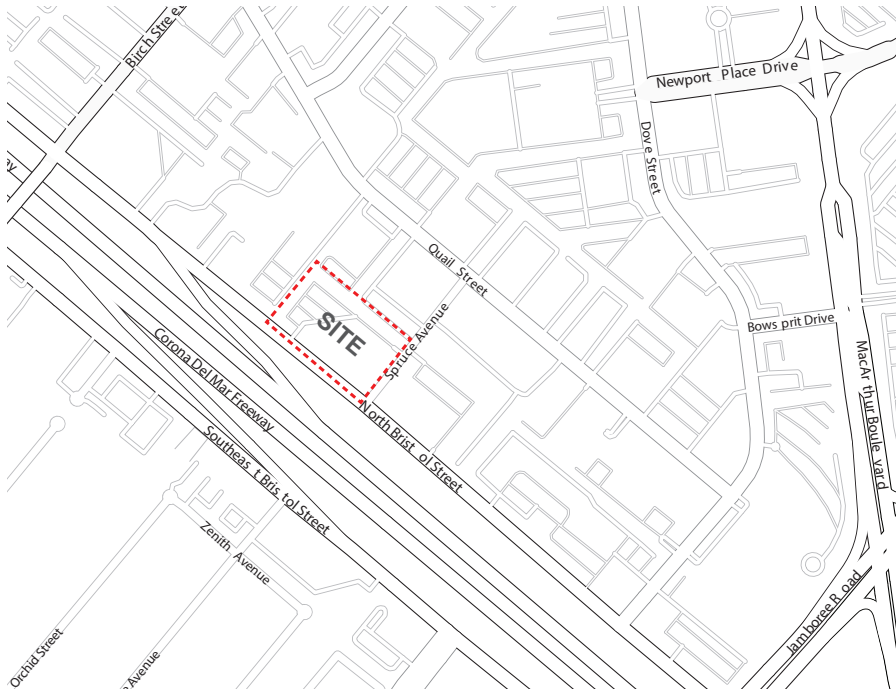 Birch Street
Newport Place Drive
Dove Street
Quail Street
SITE
Spruce Avenue
Bowsprit Drive
MacArthur Boulevard
Corona Del Mar Freeway
North Bristol Street
Southeast Bristol Street
Zenith Avenue
Jamboree Road
Orchid Street
Avenue